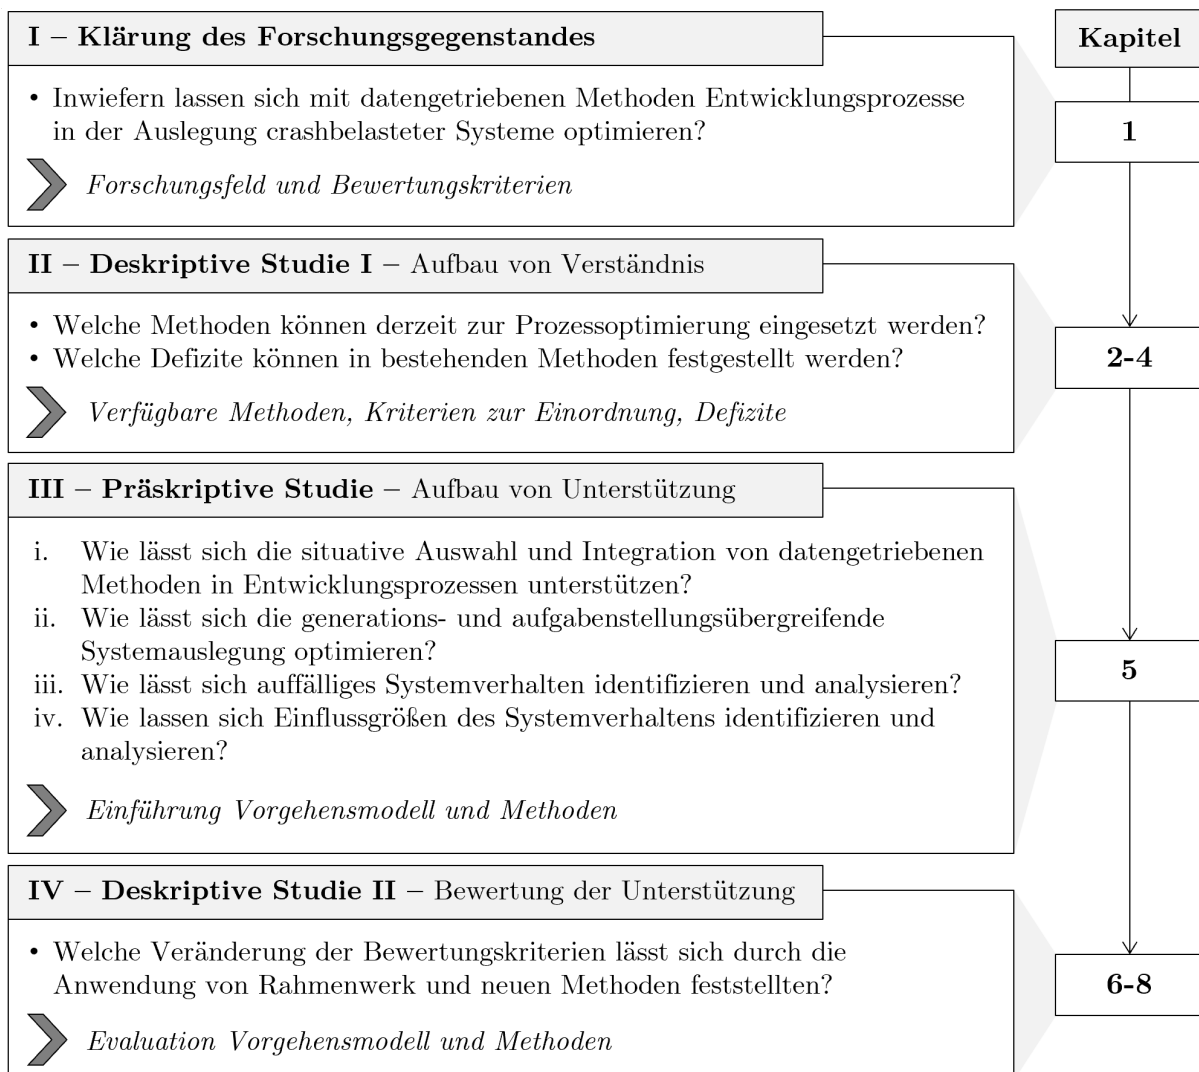 I – Klärung des Forschungsgegenstandes
Kapitel
• Inwiefern lassen sich mit datengetriebenen Methoden Entwicklungsprozesse
in der Auslegung crashbelasteter Systeme optimieren?
1
Forschungsfeld und Bewertungskriterien
II – Deskriptive Studie I – Aufbau von Verständnis
• Welche Methoden können derzeit zur Prozessoptimierung eingesetzt werden?
• Welche Defizite können in bestehenden Methoden festgestellt werden?
2-4
Verfügbare Methoden, Kriterien zur Einordnung, Defizite
III – Präskriptive Studie – Aufbau von Unterstützung
i. Wie lässt sich die situative Auswahl und Integration von datengetriebenen
Methoden in Entwicklungsprozessen unterstützen?
ii. Wie lässt sich die generations- und aufgabenstellungsübergreifende
Systemauslegung optimieren?
iii. Wie lässt sich auffälliges Systemverhalten identifizieren und analysieren?
iv. Wie lassen sich Einflussgrößen des Systemverhaltens identifizieren und
analysieren?
5
Einführung Vorgehensmodell und Methoden
IV – Deskriptive Studie II – Bewertung der Unterstützung
• Welche Veränderung der Bewertungskriterien lässt sich durch die
Anwendung von Rahmenwerk und neuen Methoden feststellten?
6-8
Evaluation Vorgehensmodell und Methoden